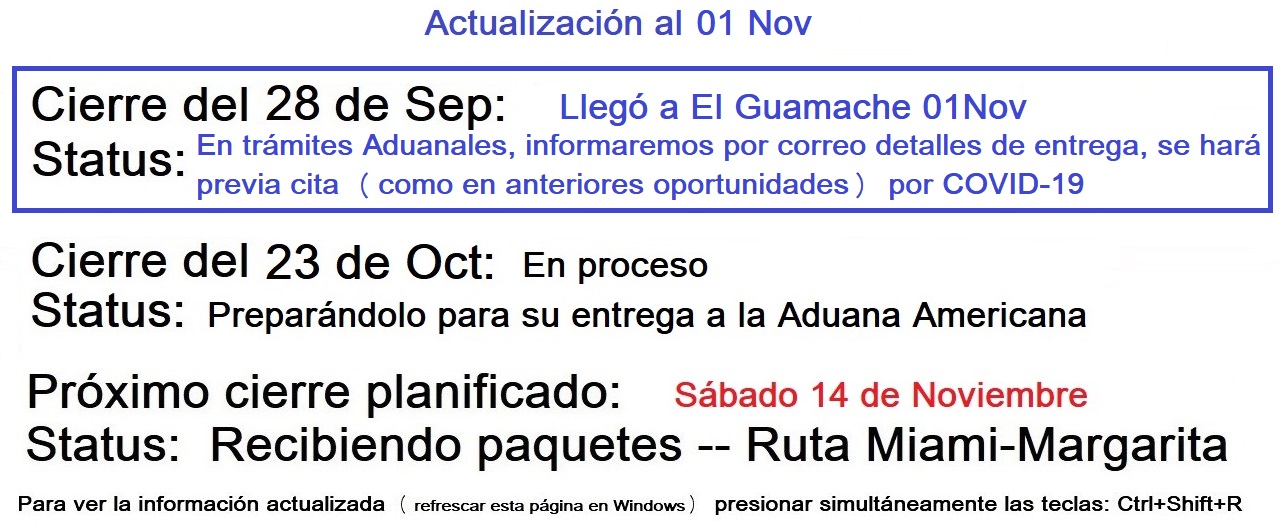 Actualización al 01 Nov
Cierre del 28 de Sep: Llegó a El Guamache 01Nov
Status: En trámites Aduanales, informaremos por correo detalles de entrega, se hará
previa cita ( como en anteriores oportunidades ) por COVID-19
Cierre del 23 de Oct: En proceso
Status: Preparándolo para su entrega a la Aduana Americana
Próximo cierre planificado: Sábado 14 de Noviembre
Status: Recibiendo paquetes -- Ruta Miami-Margarita
Para ver la información actualizada ( refrescar esta página en Windows ) presionar simultáneamente las teclas: Ctrl+Shift+R